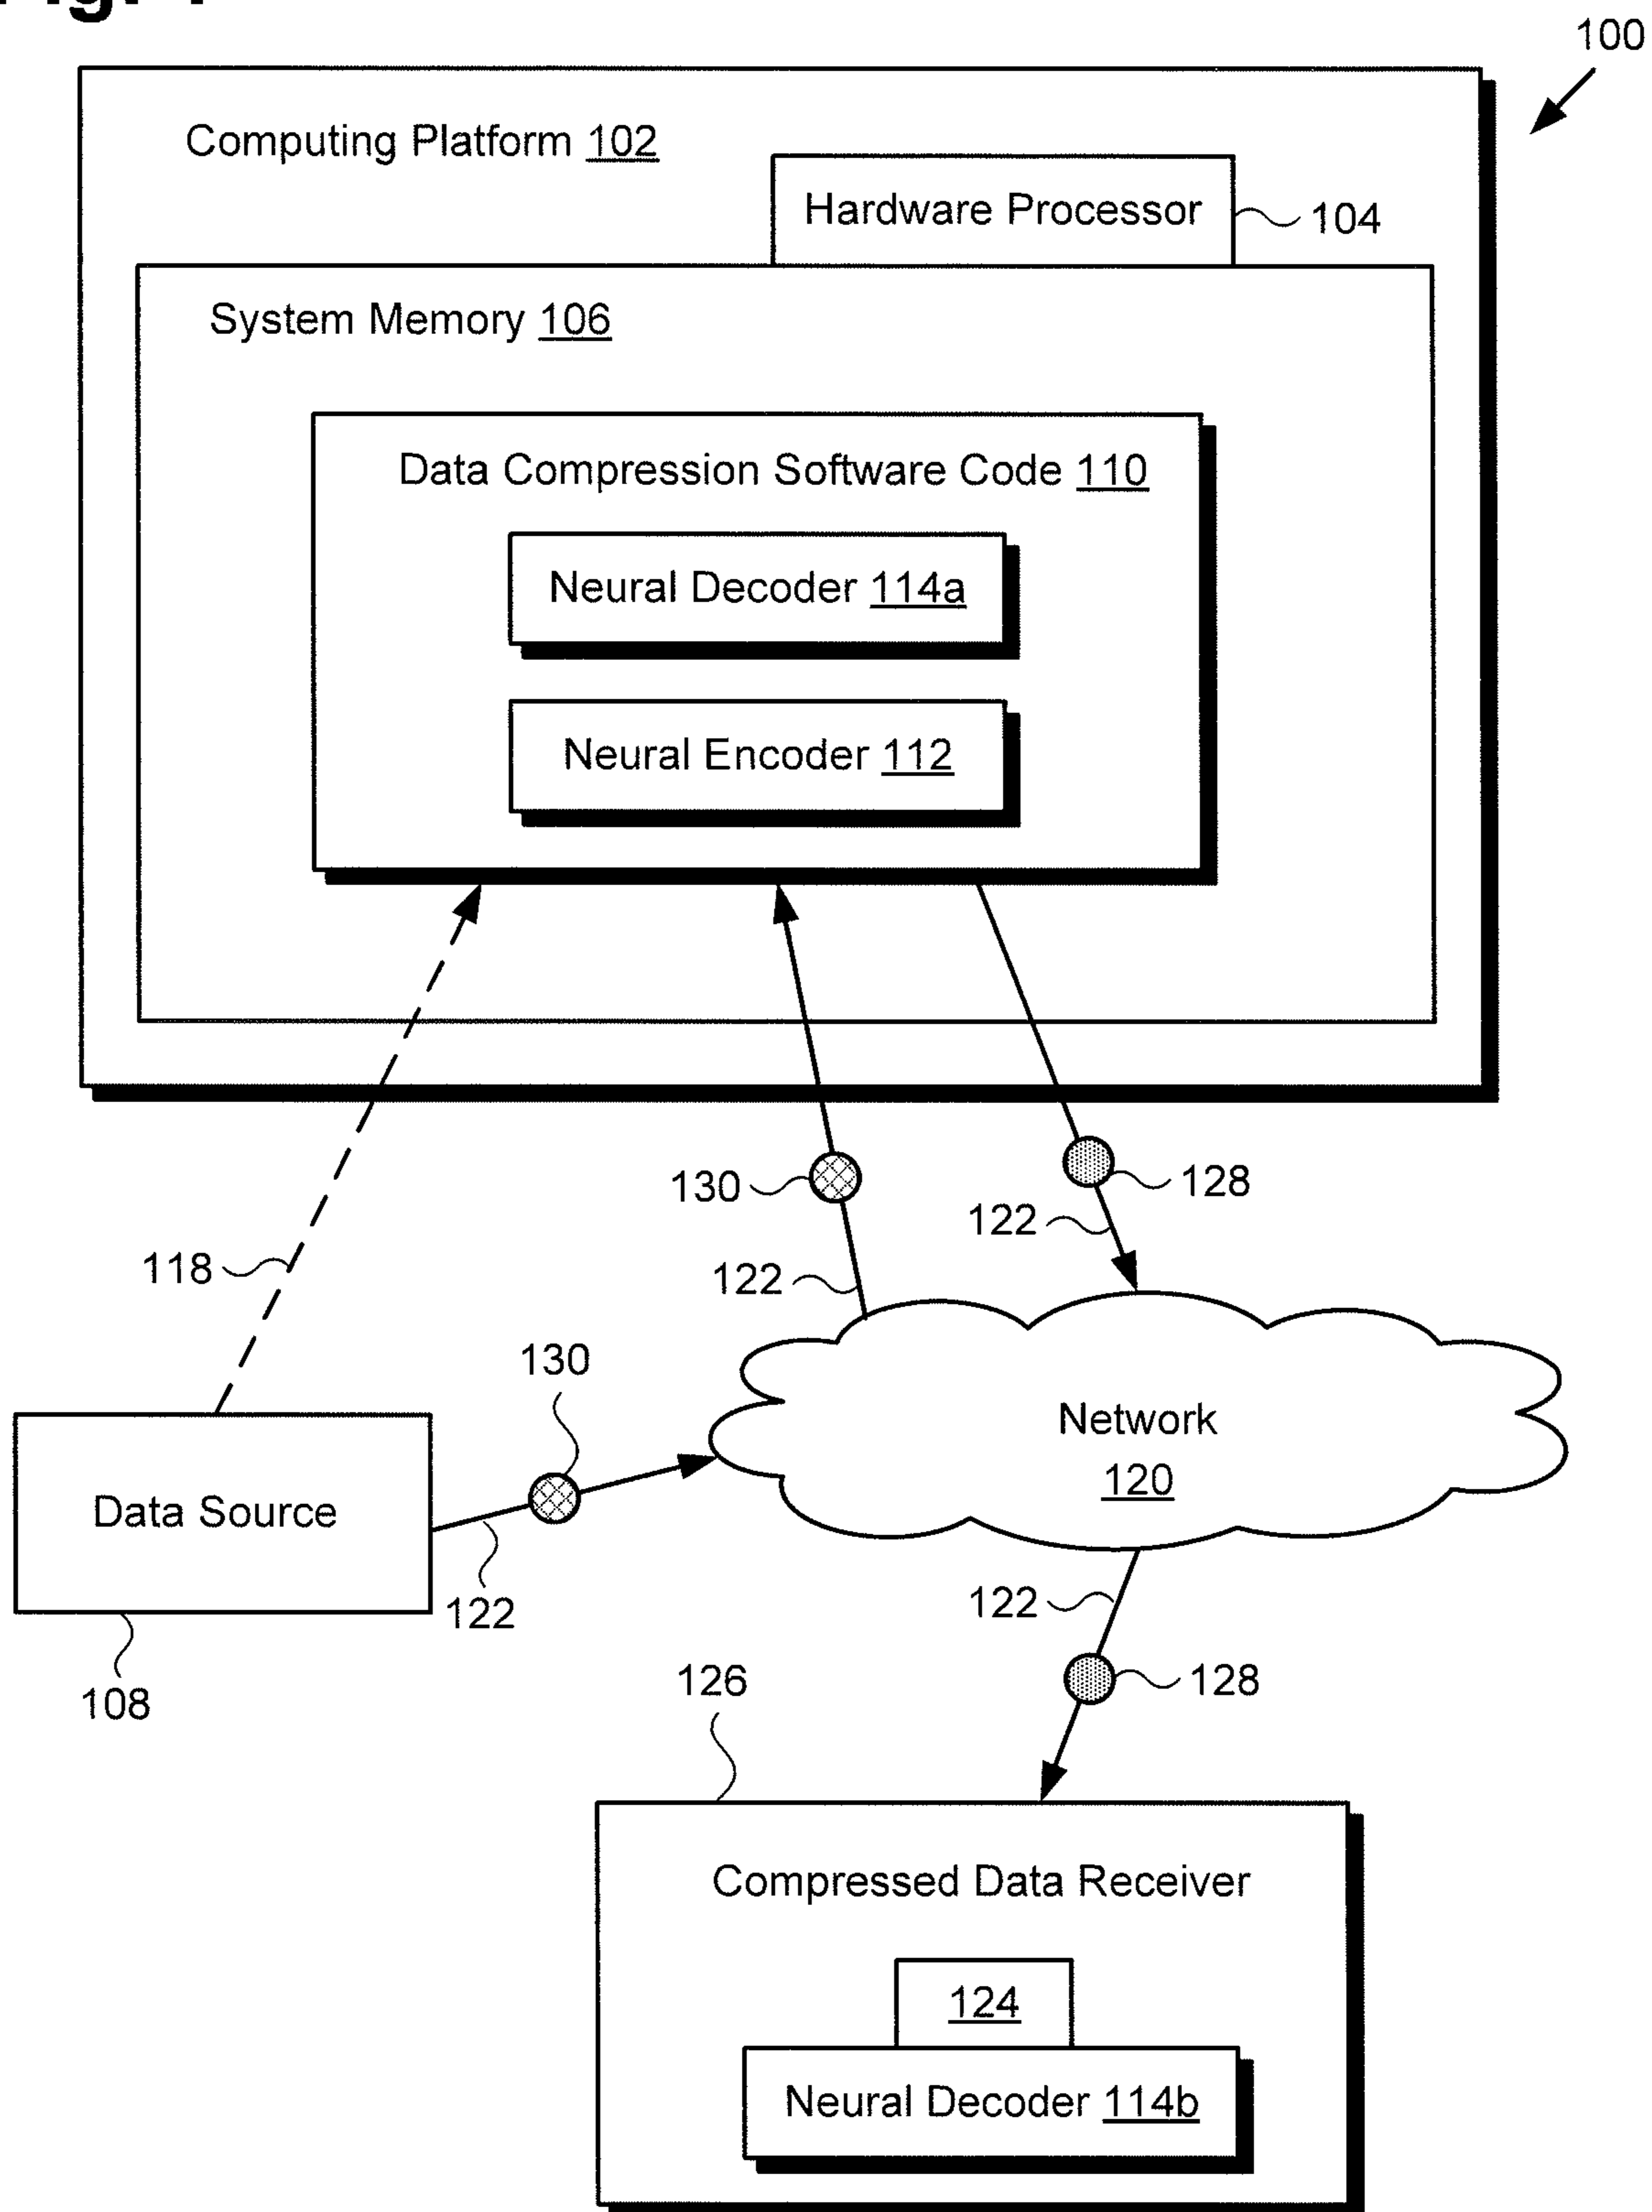 100
Computing Platform 102
Hardware Processor
104
System Memory 106
Data Compression Software Code 110
Neural Decoder 114a
Neural Encoder 112
130
128
122
122
118
130
Network
120
Data Source
122
122
108
126
128
Compressed Data Receiver
124
Neural Decoder 114b